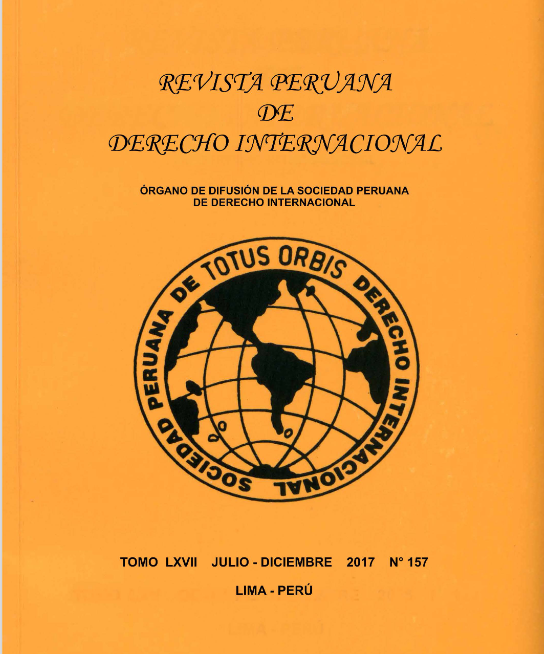 REVISTA PERUANA
DE
DERECHO INTERNACIONAL
ÓRGANO DE DIFUSIÓN DE LA SOCIEDAD PERUANA
DE DERECHO INTERNACIONAL
TOTUS ORBIS
SOCIEDAD PERUANA DE DERECHO INTERNACIONAL
TOMO LXVII JULIO - DICIEMBRE 2017 N° 157
LIMA - PERÚ